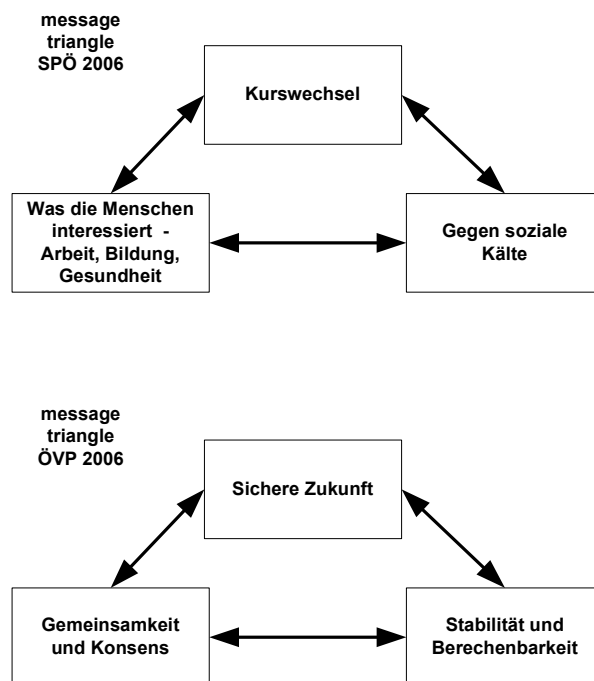 message
triangle
SPÖ 2006
Kurswechsel
Was die Menschen
interessiert -
Arbeit, Bildung,
Gesundheit
Gegen soziale
Kälte
message
triangle
ÖVP 2006
Sichere Zukunft
Gemeinsamkeit
und Konsens
Stabilität und
Berechenbarkeit